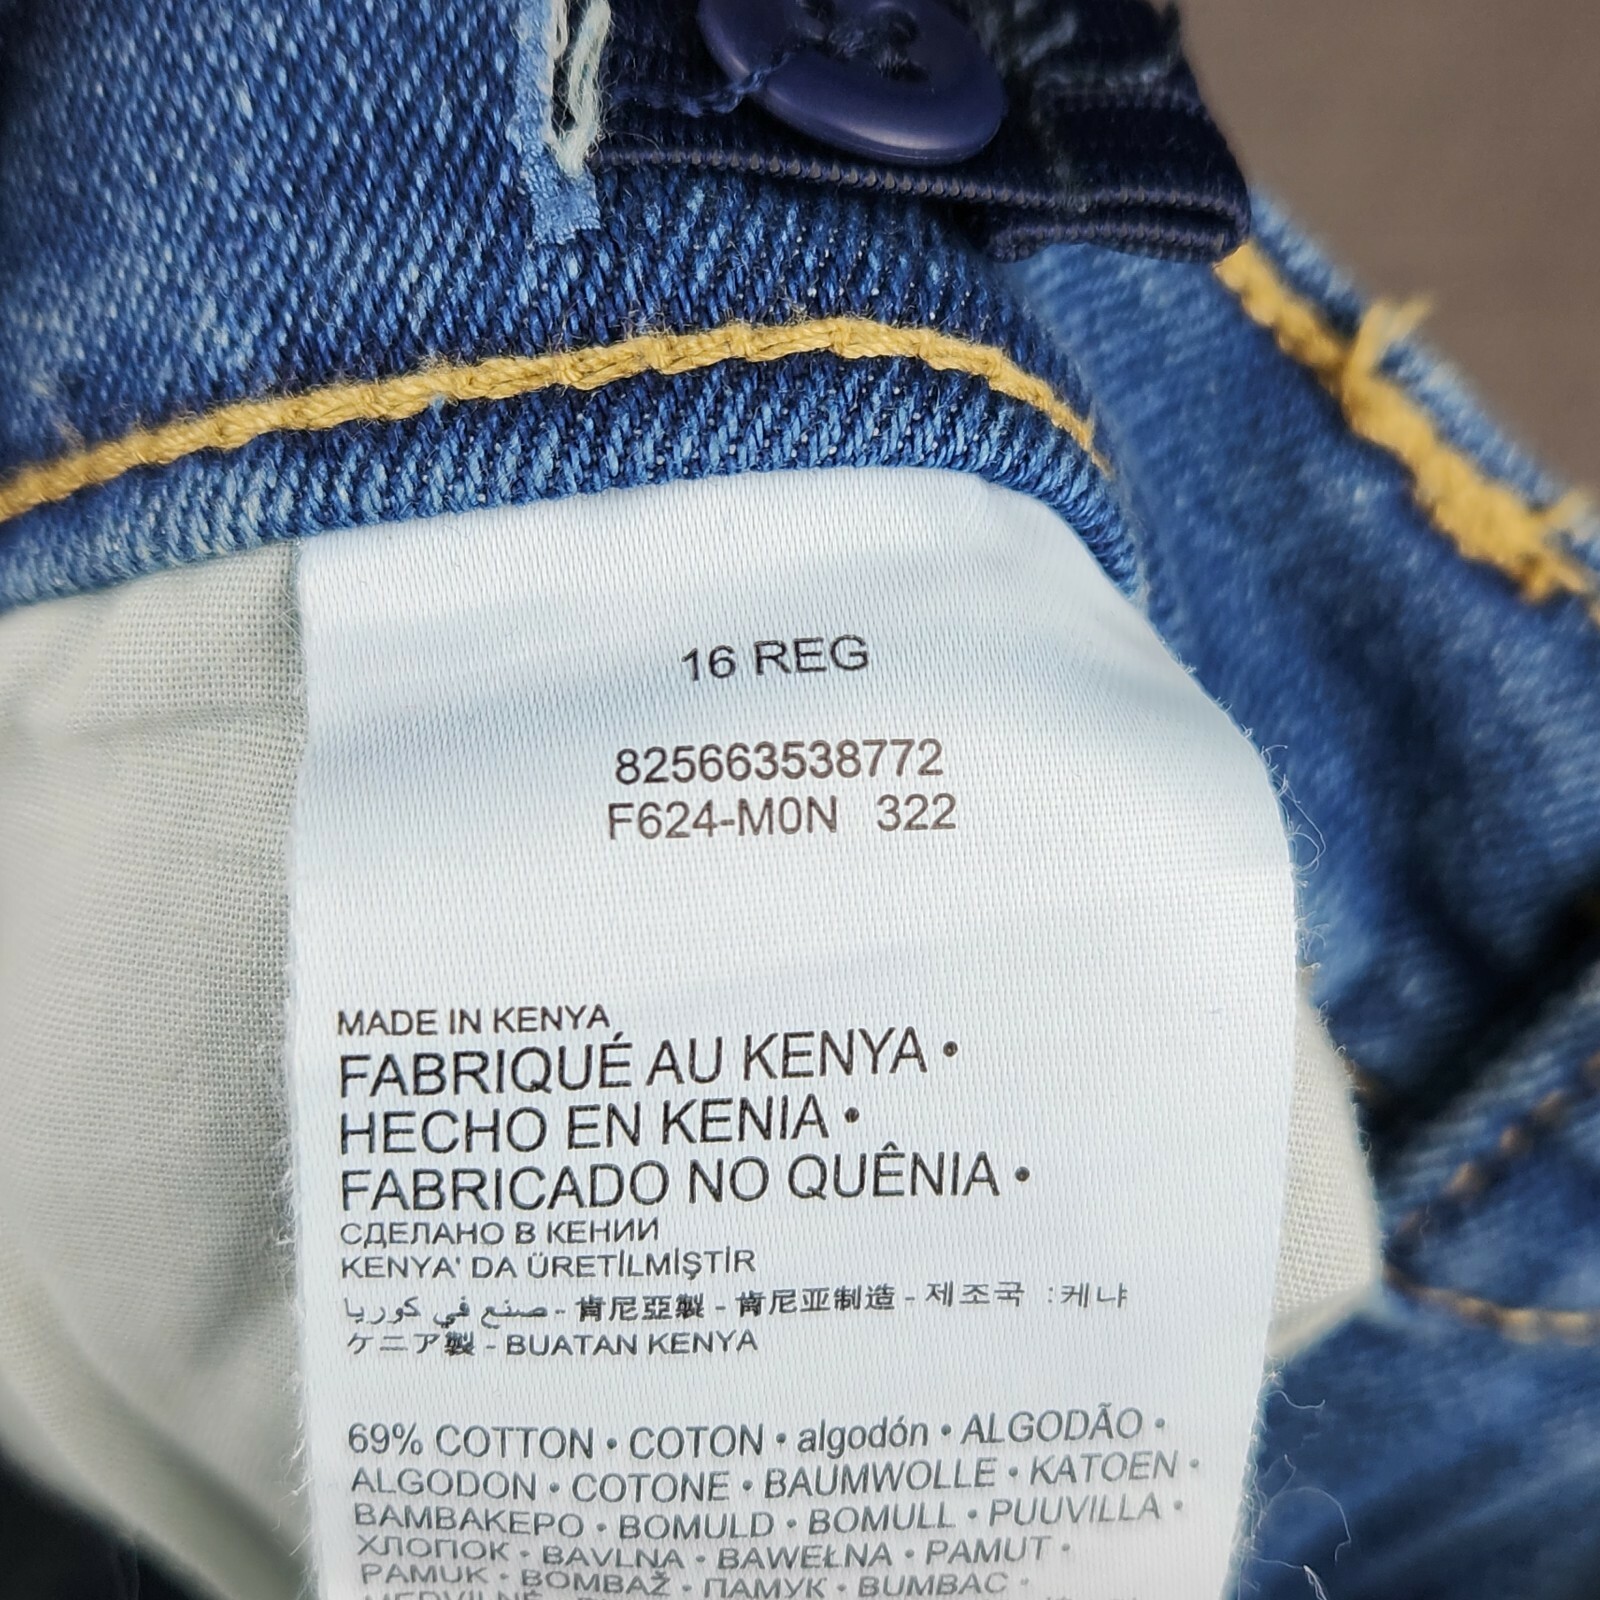 16 REG
825663538772
F624-M0N 322
MADE IN KENYA
FABRIQUÉ AU KENYA •
HECHO EN KENIA •
FABRICADO NO QUÊNIA •
СДЕЛАНО В КЕНИИ
KENYA' DA ÜRETİLMİŞTİR
صنع في كوريا - 肯尼亞製 - 肯尼亚制造 - 제조국 :케냐
ケニア製 - BUATAN KENYA
69% COTTON • COTON • algodón • ALGODÃO •
ALGODON • COTONE • BAUMWOLLE • KATOEN •
ΒΑΜΒΑΚΕΡΟ • BOMULD • BOMULL • PUUVILLA •
ХЛОПОК • BAVLNA • BAWEŁNA • PAMUT •
PAMUK • BOMBAŽ • ПАМУК • BUMBAC •